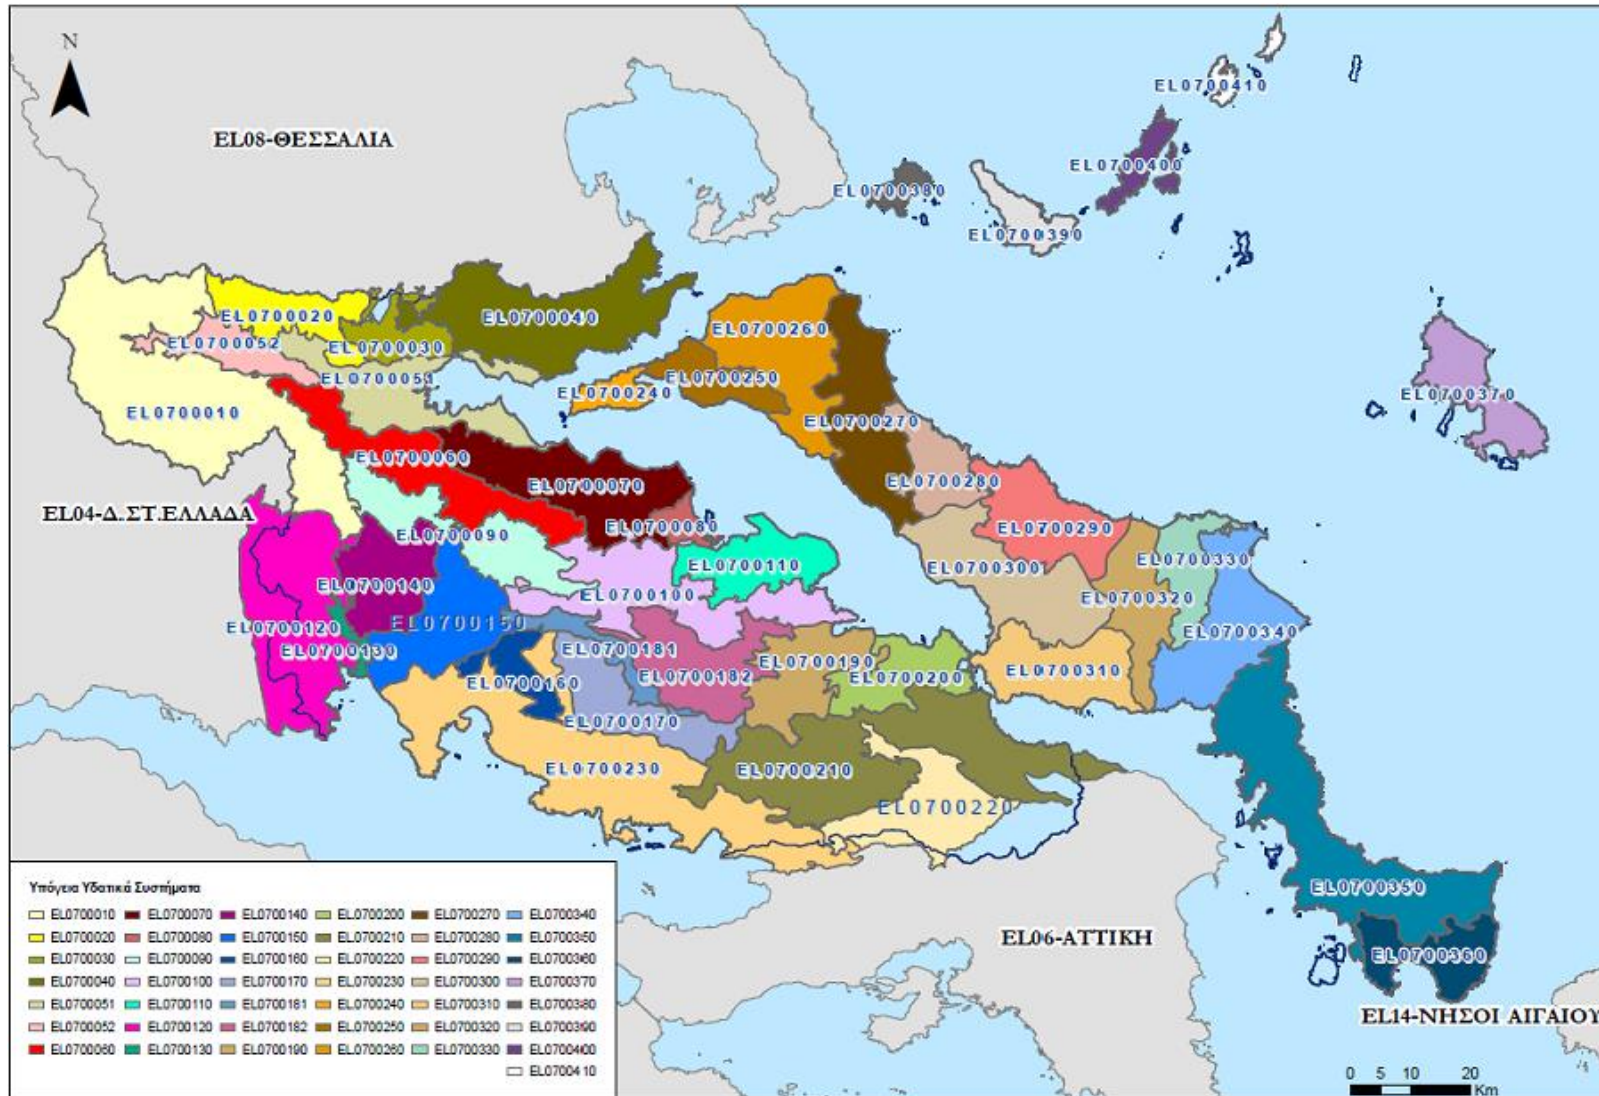 N
EL0700410
EL08-ΘΕΣΣΑΛΙΑ
EL0700400
EL0700380
EL0700390
EL0700020
EL0700040
EL0700260
EL0700052
EL0700030
EL0700051
EL0700250
EL0700240
EL0700370
EL0700010
EL0700270
EL0700060
EL0700070
EL0700280
EL04-Δ.ΣΤ.ΕΛΛΑΔΑ
EL0700080
EL0700290
EL0700090
EL0700110
EL0700300
EL0700330
EL0700140
EL0700100
EL0700320
EL0700120
EL0700150
EL0700340
EL0700130
EL0700181
EL0700190
EL0700310
EL0700160
EL0700182
EL0700200
EL0700170
EL0700230
EL0700210
EL0700220
EL0700350
EL06-ΑΤΤΙΚΗ
EL0700360
EL14-ΝΗΣΟΙ ΑΙΓΑΙΟΥ
Υπόγεια Υδατικά Συστήματα
EL0700010 EL0700070 EL0700140 EL0700200 EL0700270 EL0700340
EL0700020 EL0700080 EL0700150 EL0700210 EL0700280 EL0700350
EL0700030 EL0700090 EL0700160 EL0700220 EL0700290 EL0700360
EL0700040 EL0700100 EL0700170 EL0700230 EL0700300 EL0700370
EL0700051 EL0700110 EL0700181 EL0700240 EL0700310 EL0700380
EL0700052 EL0700120 EL0700182 EL0700250 EL0700320 EL0700390
EL0700060 EL0700130 EL0700190 EL0700260 EL0700330 EL0700400
EL0700410
0 5 10 20
Km